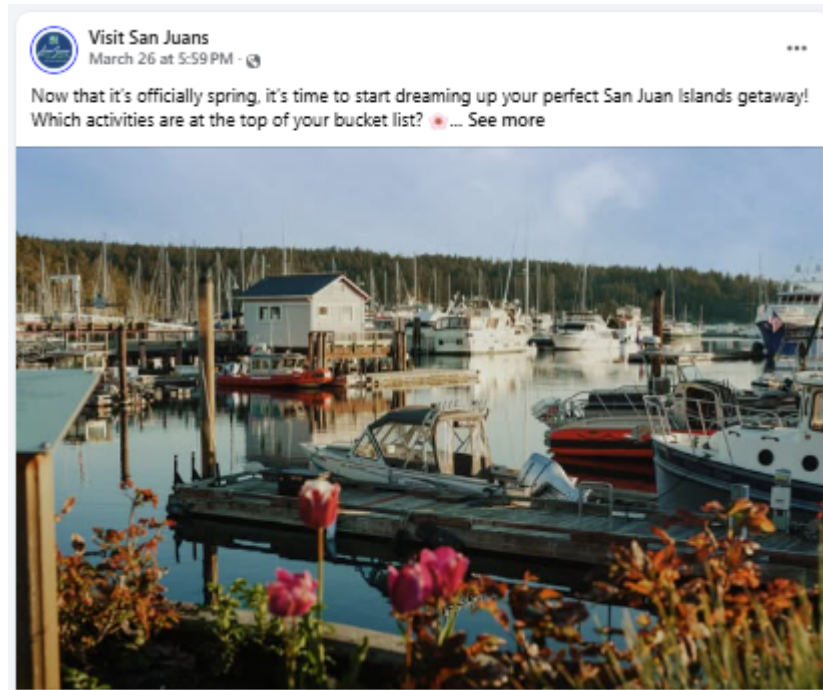 Visit San Juans
March 26 at 5:59 PM ·
Now that it's officially spring, it's time to start dreaming up your perfect San Juan Islands getaway!
Which activities are at the top of your bucket list? 🌸... See more